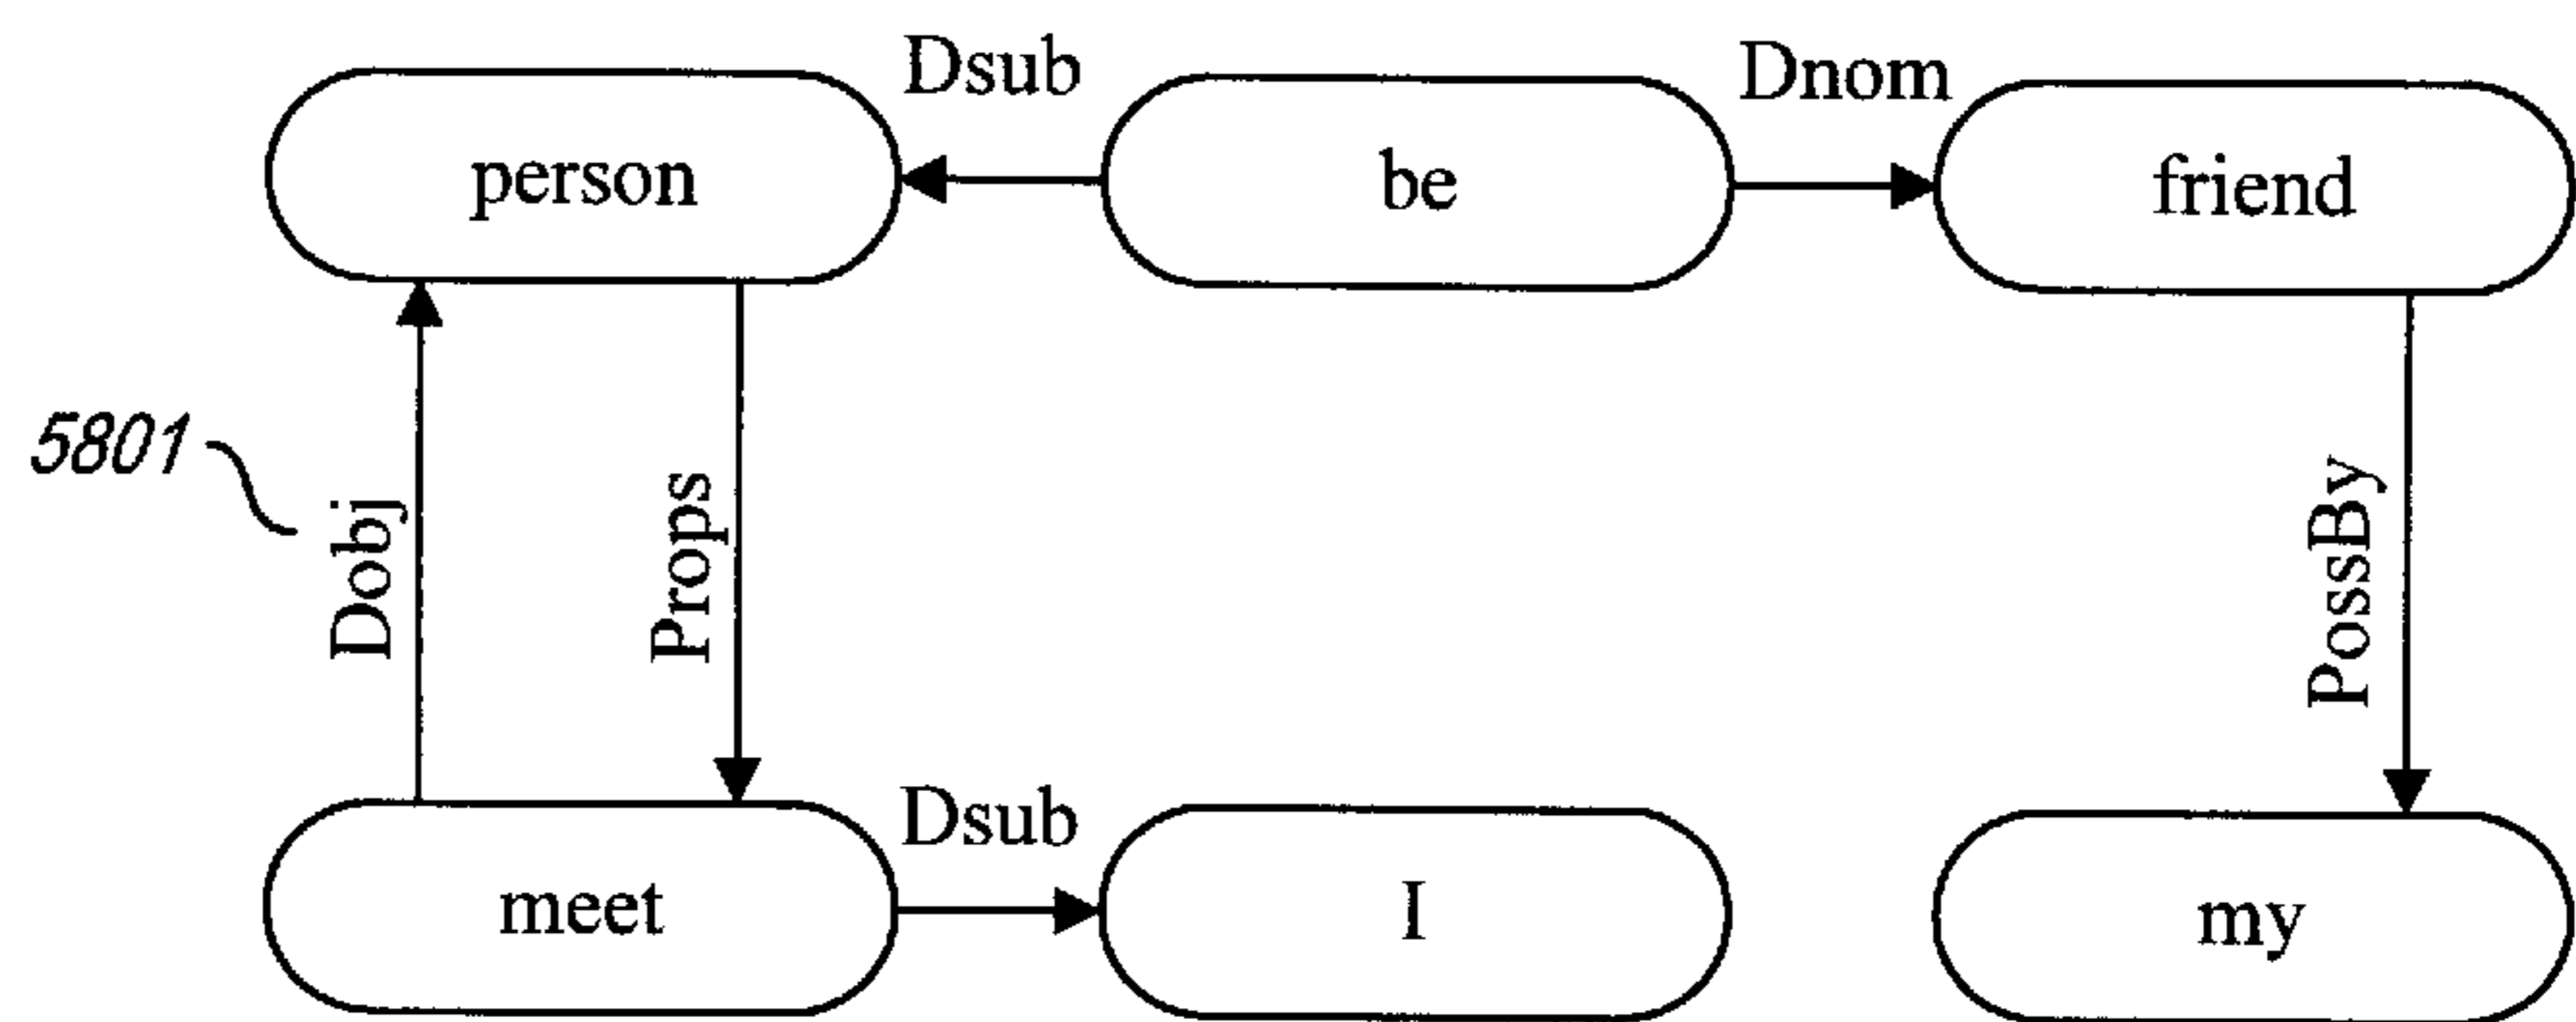 Dsub Dnom
person be friend
5801
Dobj
Props
PossBy
Dsub
meet I my